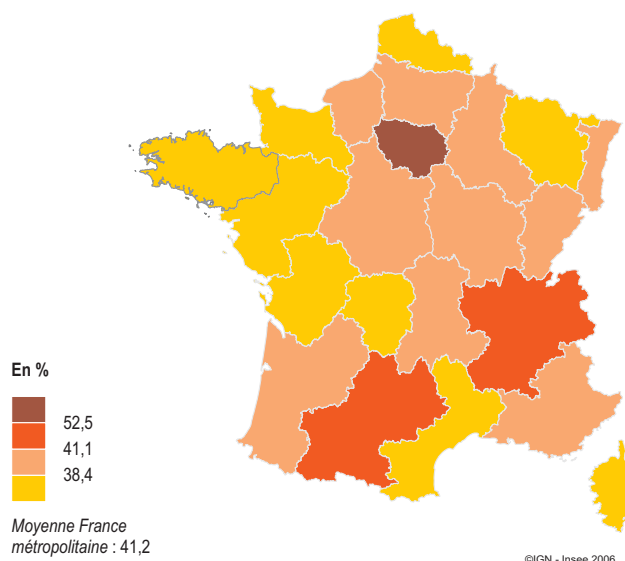 En %
52,5
41,1
38,4
Moyenne France
métropolitaine : 41,2
©IGN - Insee 2006